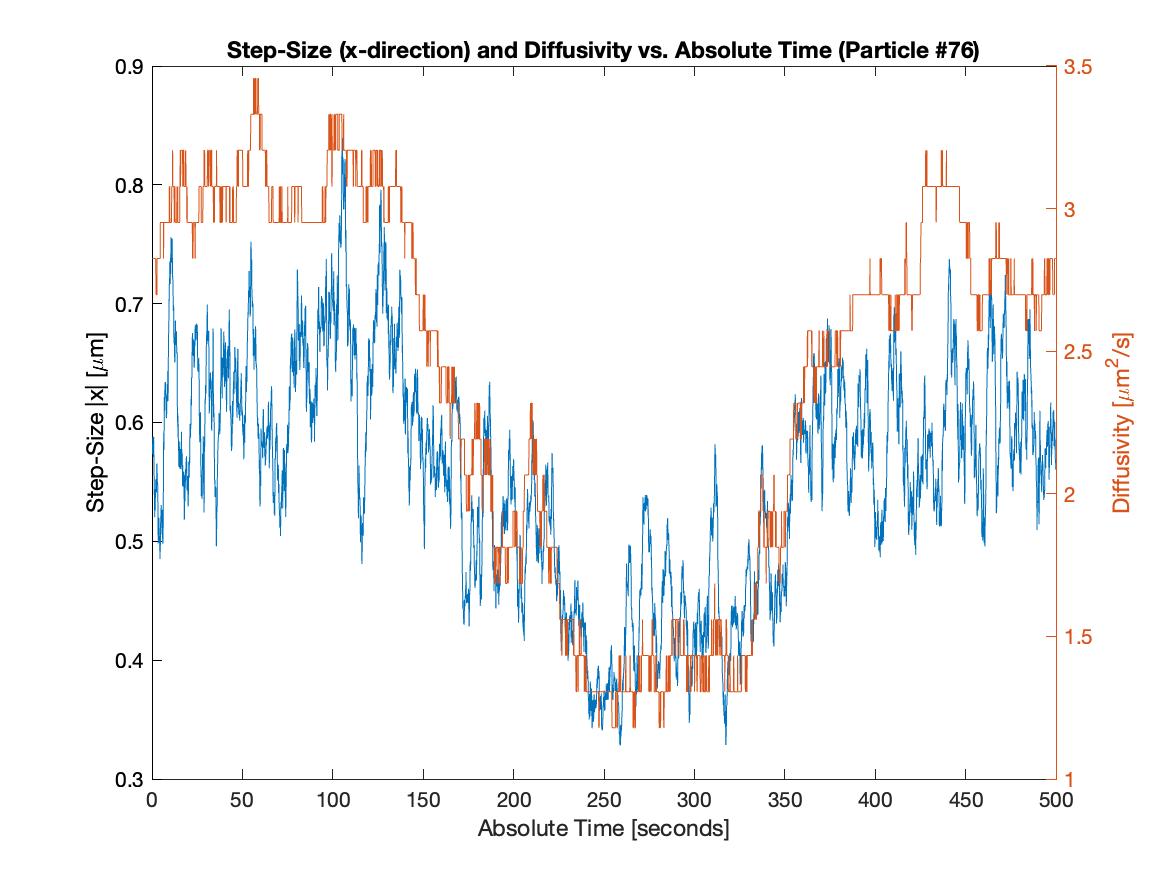 Step-Size (x-direction) and Diffusivity vs. Absolute Time (Particle #76)
0.9
0.8
0.7
0.6
0.5
0.4
0.3
Step-Size |x| [μm]
3.5
3
2.5
2
1.5
1
Diffusivity [μm²/s]
0 50 100 150 200 250 300 350 400 450 500
Absolute Time [seconds]